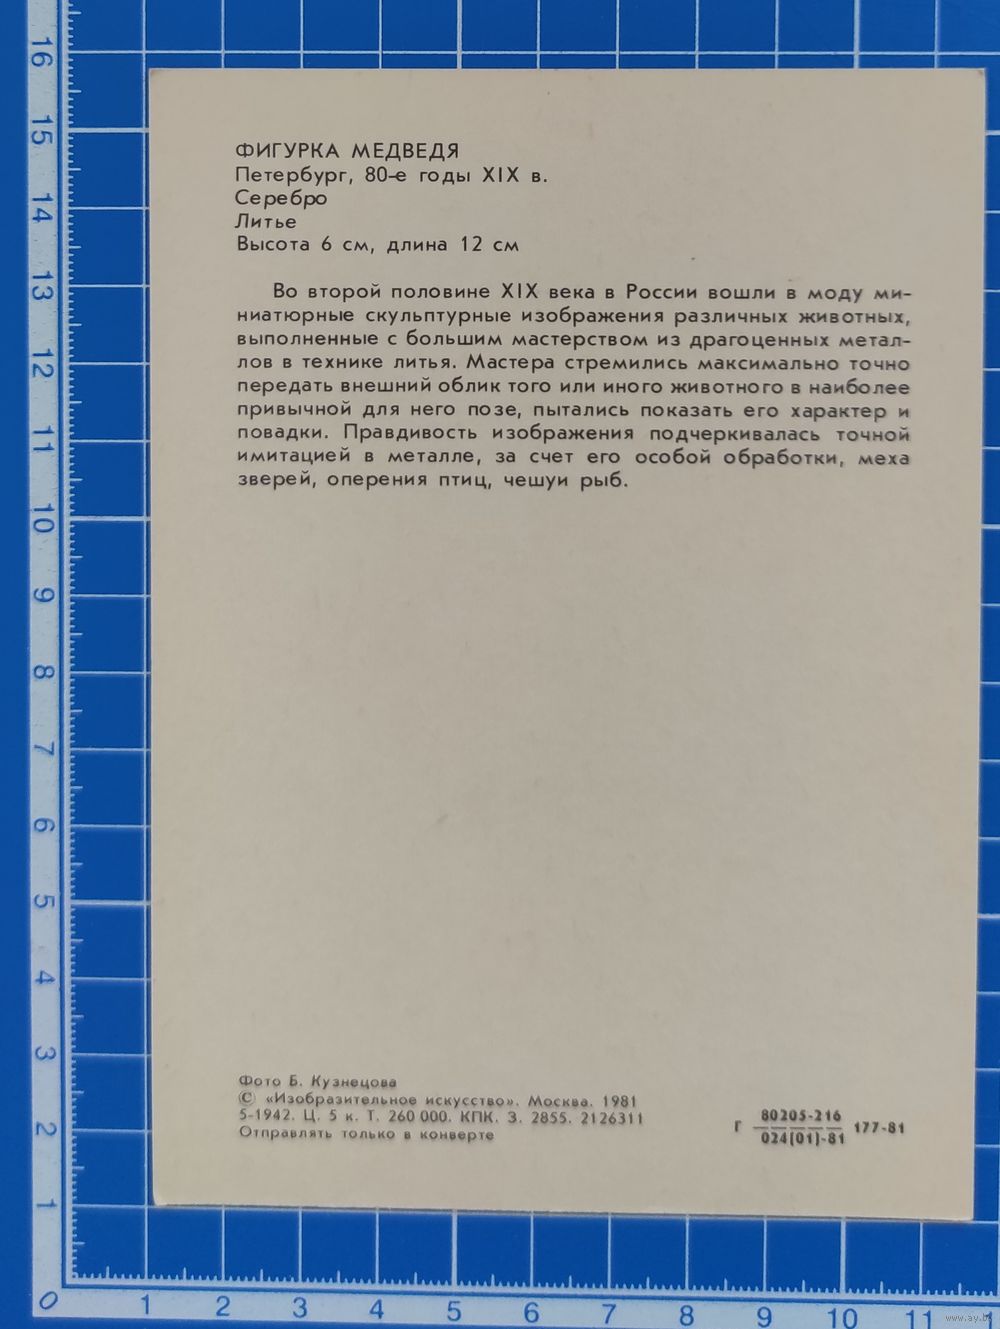 ФИГУРКА МЕДВЕДЯ
Петербург, 80-е годы XIX в.
Серебро
Литье
Высота 6 см, длина 12 см
Во второй половине XIX века в России вошли в моду ми-
ниатюрные скульптурные изображения различных животных,
выполненные с большим мастерством из драгоценных метал-
лов в технике литья. Мастера стремились максимально точно
передать внешний облик того или иного животного в наиболее
привычной для него позе, пытались показать его характер и
повадки. Правдивость изображения подчеркивалась точной
имитацией в металле, за счет его особой обработки, меха
зверей, оперения птиц, чешуи рыб.
Фото Б. Кузнецова
© «Изобразительное искусство». Москва. 1981
5-1942. Ц. 5 к. Т. 260 000. КПК. З. 2855. 2126311
Отправлять только в конверте
Г 80205-216
024(01)-81 177-81
16
15
14
13
12
11
10
9
8
7
6
5
4
3
2
1
0 1 2 3 4 5 6 7 8 9 10 11